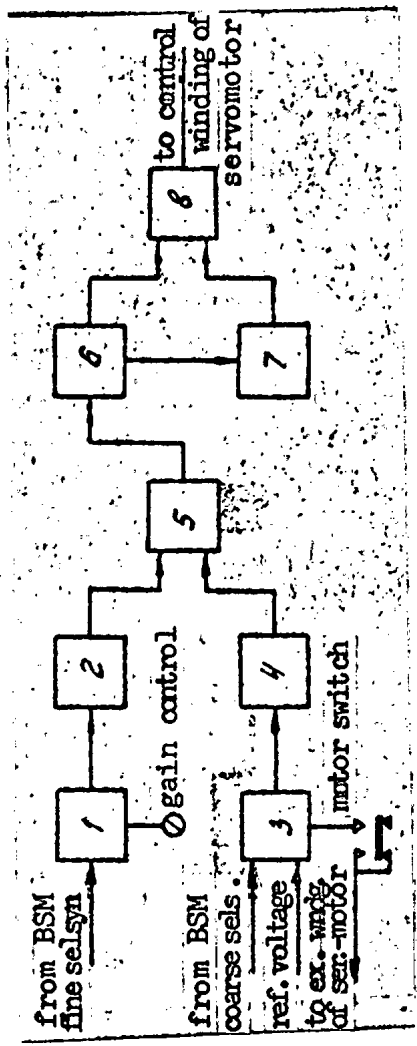 from BSM
fine selsyn
1
gain control
2
from BSM
coarse sels.
ref. voltage
to ex. wndg.
of ser.-motor
3
motor switch
4
5
6
7
8
to control
winding of
servomotor